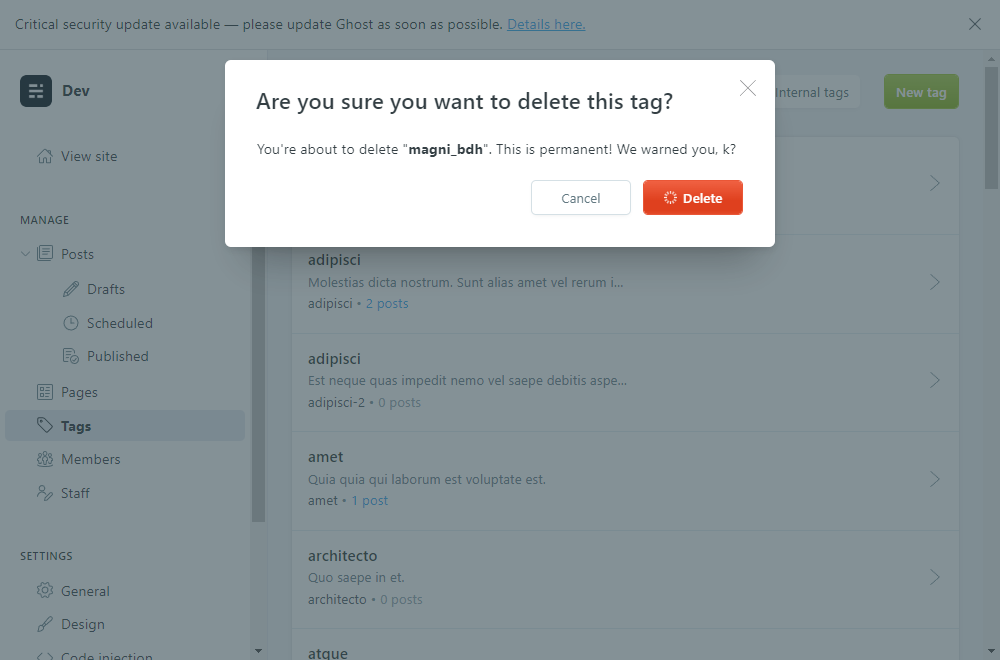 Critical security update available — please update Ghost as soon as possible. Details here.
Dev
Internal tags
New tag
Are you sure you want to delete this tag?
You're about to delete "magni_bdh". This is permanent! We warned you, k?
Cancel
Delete
View site
MANAGE
Posts
Drafts
Scheduled
Published
Pages
Tags
Members
Staff
SETTINGS
General
Design
Code injection
adipisci
Molestias dicta nostrum. Sunt alias amet vel rerum i...
adipisci • 2 posts
adipisci
Est neque quas impedit nemo vel saepe debitis aspe...
adipisci-2 • 0 posts
amet
Quia quia qui laborum est voluptate est.
amet • 1 post
architecto
Quo saepe in et.
architecto • 0 posts
atque